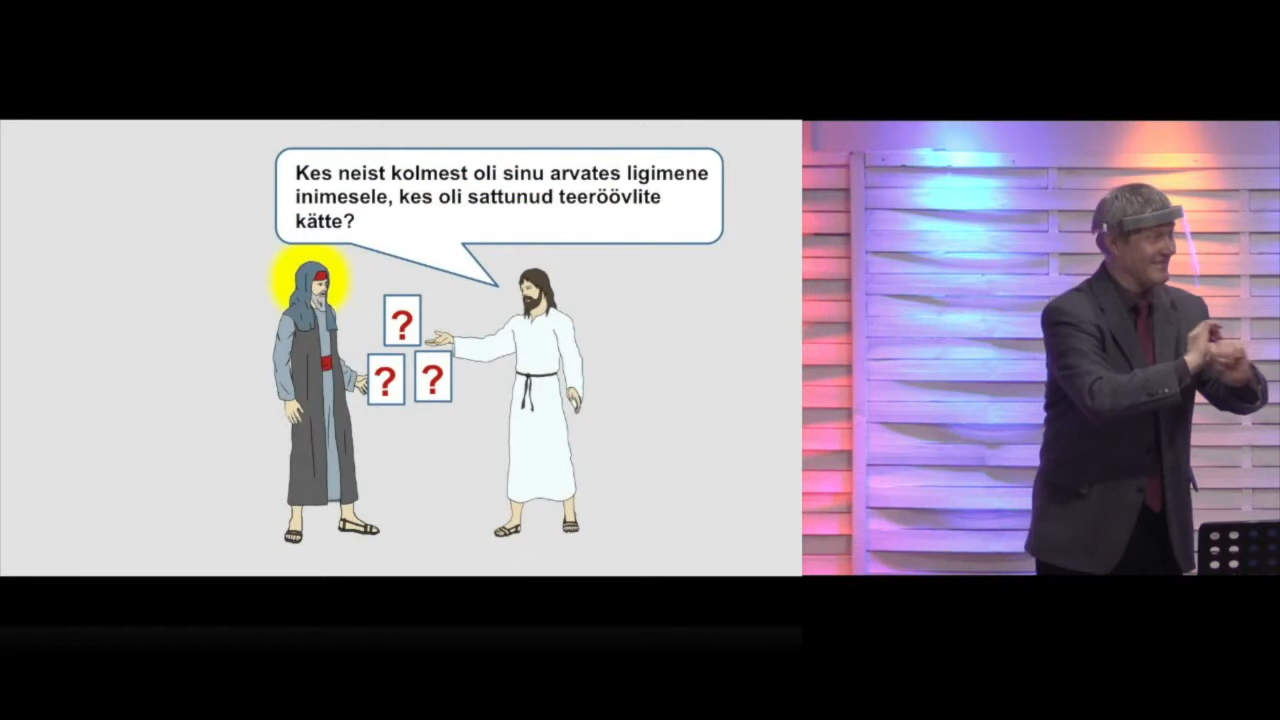 Kes neist kolmest oli sinu arvates ligimene
inimesele, kes oli sattunud teeröövlite
kätte?
?
? ?